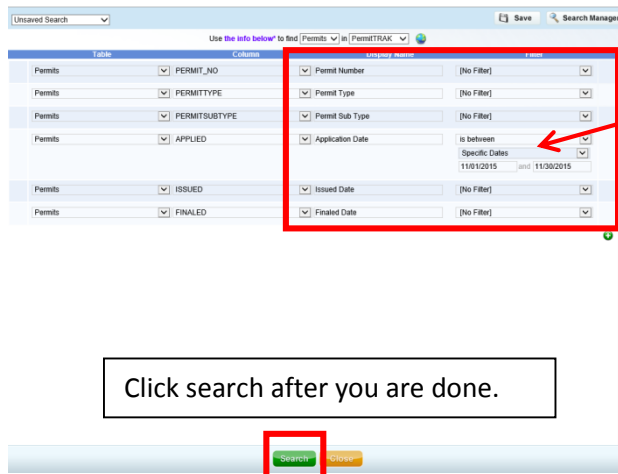 Unsaved Search Save Search Manager
Use the info below* to find Permits in PermitTRAK
Table Column Display Name Filter
Permits PERMIT_NO Permit Number [No Filter]
Permits PERMITTYPE Permit Type [No Filter]
Permits PERMITSUBTYPE Permit Sub Type [No Filter]
Permits APPLIED Application Date is between
Specific Dates
11/01/2015 and 11/30/2015
Permits ISSUED Issued Date [No Filter]
Permits FINALED Finaled Date [No Filter]
Click search after you are done.
Search Close